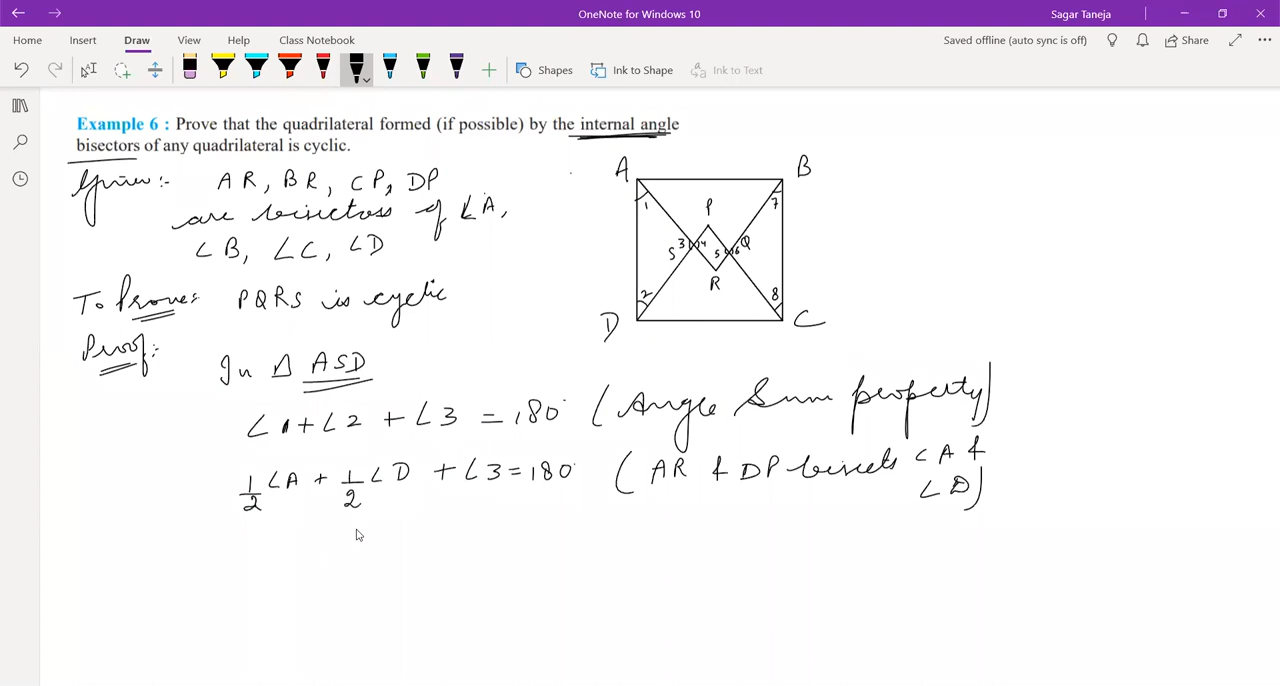 OneNote for Windows 10
Sagar Taneja
Home Insert Draw View Help Class Notebook
Saved offline (auto sync is off) Share
Shapes Ink to Shape Ink to Text
Example 6 : Prove that the quadrilateral formed (if possible) by the internal angle
bisectors of any quadrilateral is cyclic.
Given:- AR, BR, CP, DP
are bisectors of ∠A,
∠B, ∠C, ∠D
To Prove: PQRS is cyclic
Proof:
A B
1 7
P
S 3 4 5 6 Q
R
2 8
D C
In △ ASD
∠1+∠2 +∠3 =180° (Angle Sum property)
1/2 ∠A + 1/2 ∠D +∠3=180° (AR & DP bisects ∠A &
∠D)